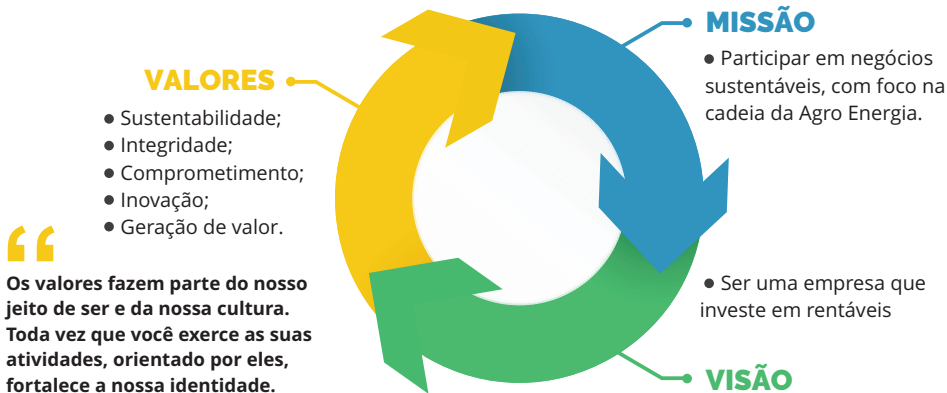 VALORES
● Sustentabilidade;
● Integridade;
● Comprometimento;
● Inovação;
● Geração de valor.
“
Os valores fazem parte do nosso
jeito de ser e da nossa cultura.
Toda vez que você exerce as suas
atividades, orientado por eles,
fortalece a nossa identidade.
MISSÃO
● Participar em negócios
sustentáveis, com foco na
cadeia da Agro Energia.
● Ser uma empresa que
investe em rentáveis
VISÃO